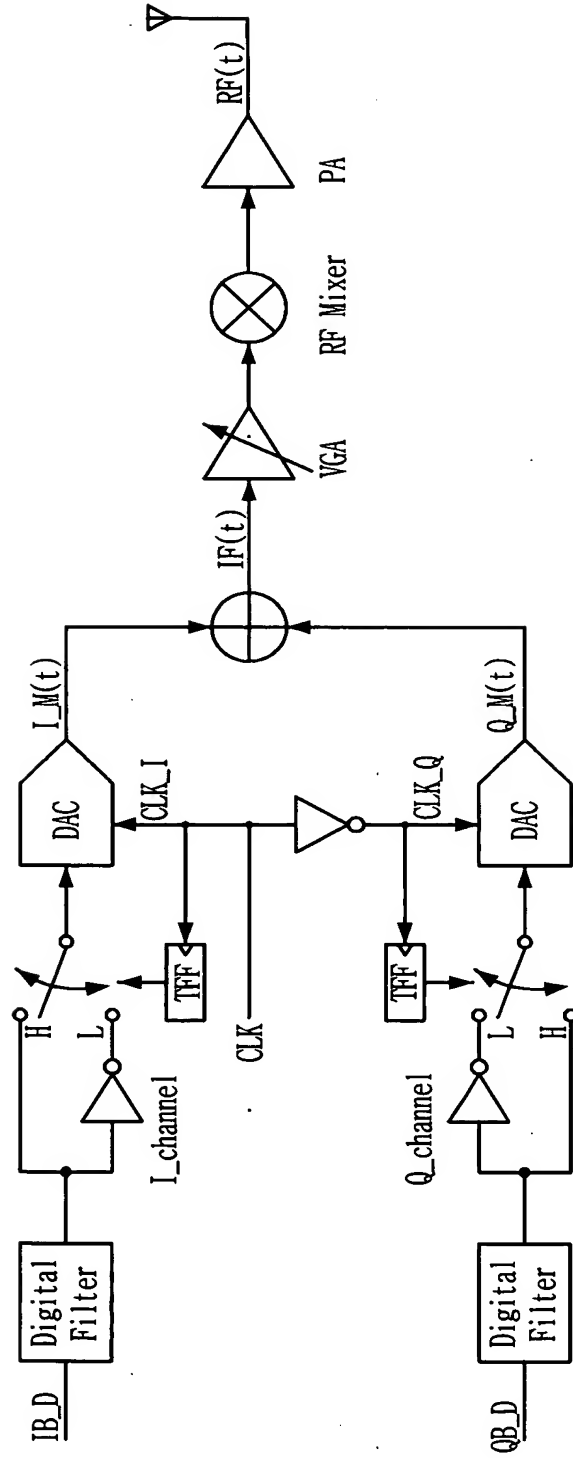 IB_D
Digital
Filter
I_channel
H
L
TFF
DAC
I_M(t)
CLK_I
CLK
CLK_Q
IF(t)
VGA
RF Mixer
PA
RF(t)
QB_D
Digital
Filter
Q_channel
L
H
TFF
DAC
Q_M(t)